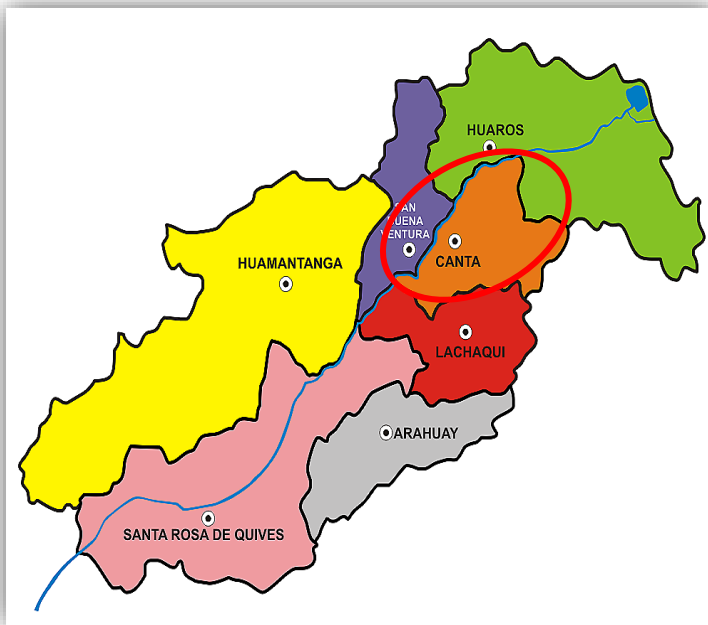 HUAROS
SAN
BUENA
VENTURA
CANTA
HUAMANTANGA
LACHAQUI
ARAHUAY
SANTA ROSA DE QUIVES